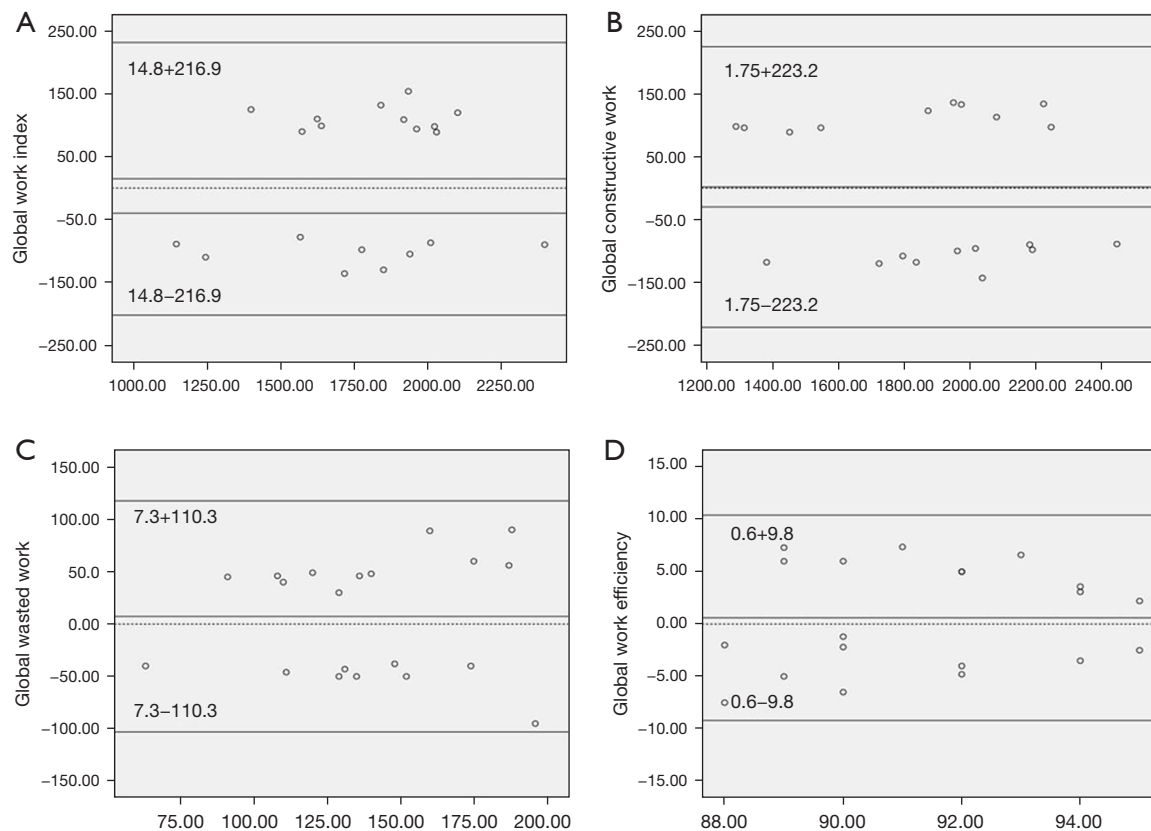 A
Global work index
250.00
150.00
50.00
−50.0
−150.00
−250.00
14.8+216.9
14.8−216.9
1000.00 1250.00 1500.00 1750.00 2000.00 2250.00
B
Global constructive work
250.00
150.00
50.00
−50.0
−150.00
−250.00
1.75+223.2
1.75−223.2
1200.00 1400.00 1600.00 1800.00 2000.00 2200.00 2400.00
C
Global wasted work
150.00
100.00
50.0
0.00
−50.00
−100.00
−150.00
7.3+110.3
7.3−110.3
75.00 100.00 125.00 150.00 175.00 200.00
D
Global work efficiency
15.00
10.00
5.00
0.00
−5.00
−10.00
−15.00
0.6+9.8
0.6−9.8
88.00 90.00 92.00 94.00